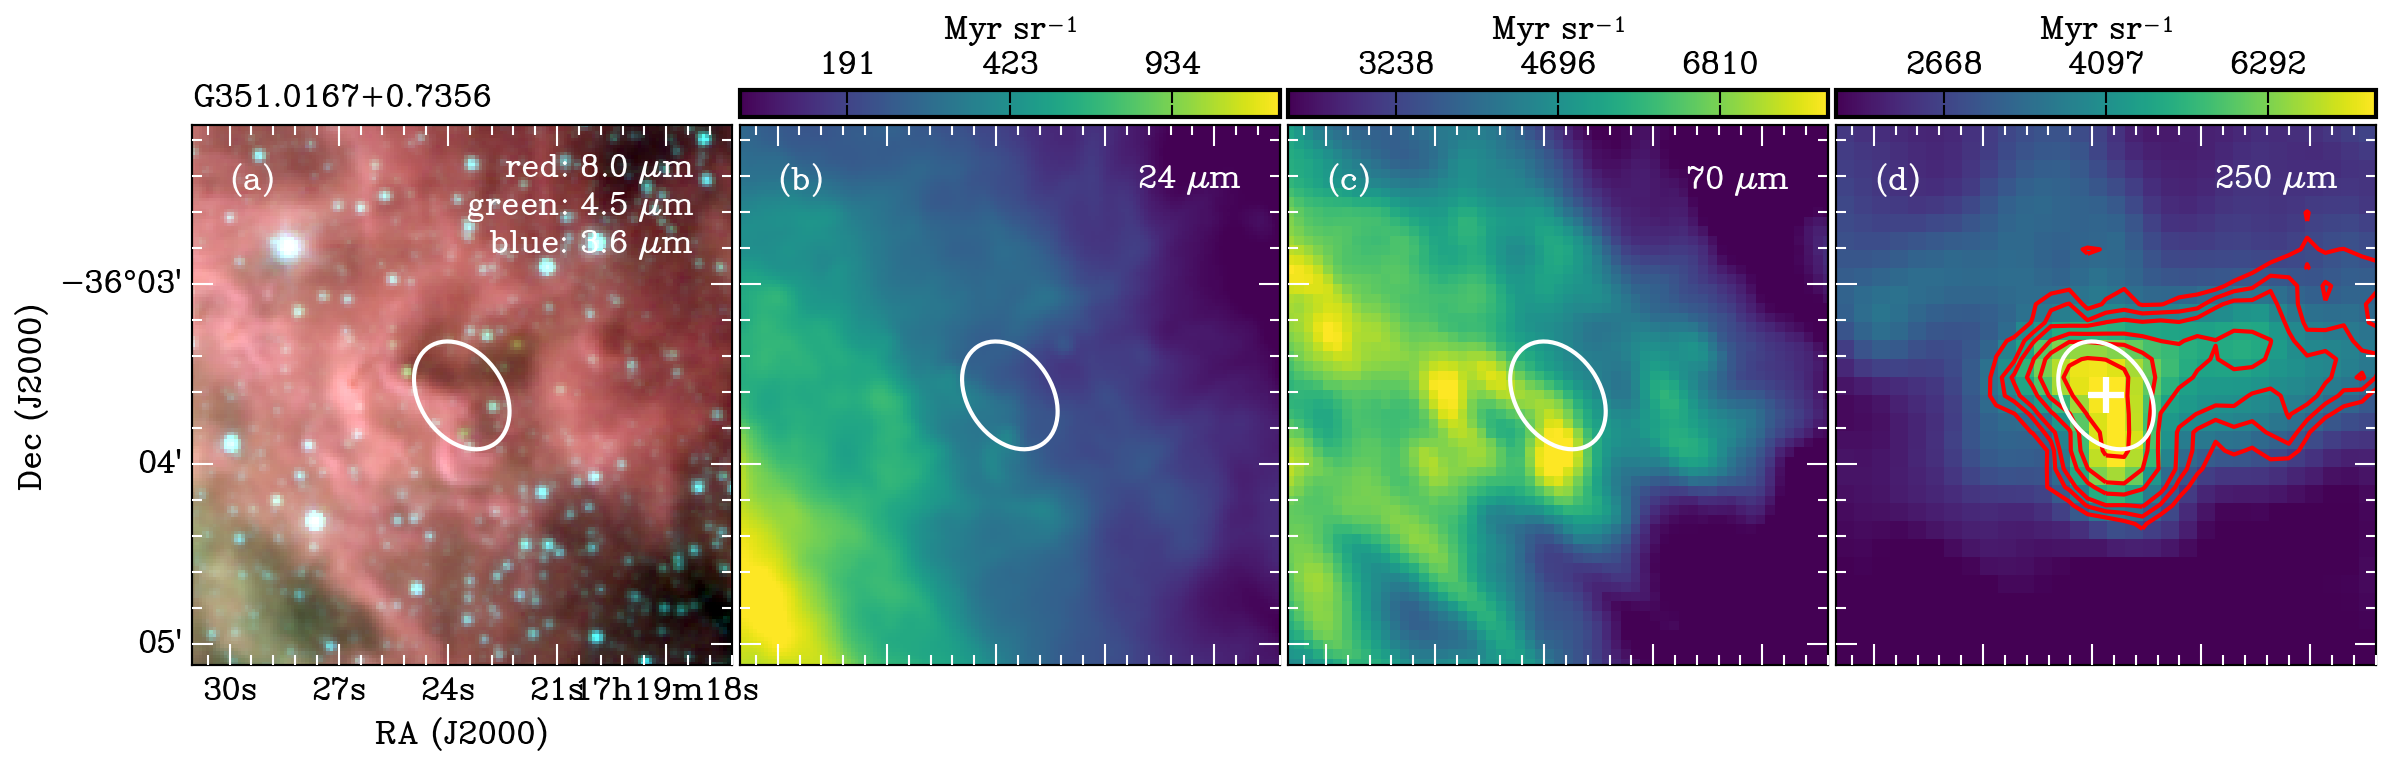 Myr sr⁻¹
191 423 934
Myr sr⁻¹
3238 4696 6810
Myr sr⁻¹
2668 4097 6292
G351.0167+0.7356
(a)
red: 8.0 μm
green: 4.5 μm
blue: 3.6 μm
(b)
24 μm
(c)
70 μm
(d)
250 μm
Dec (J2000)
−36°03'
04'
05'
30s 27s 24s 21s 17h19m18s
RA (J2000)